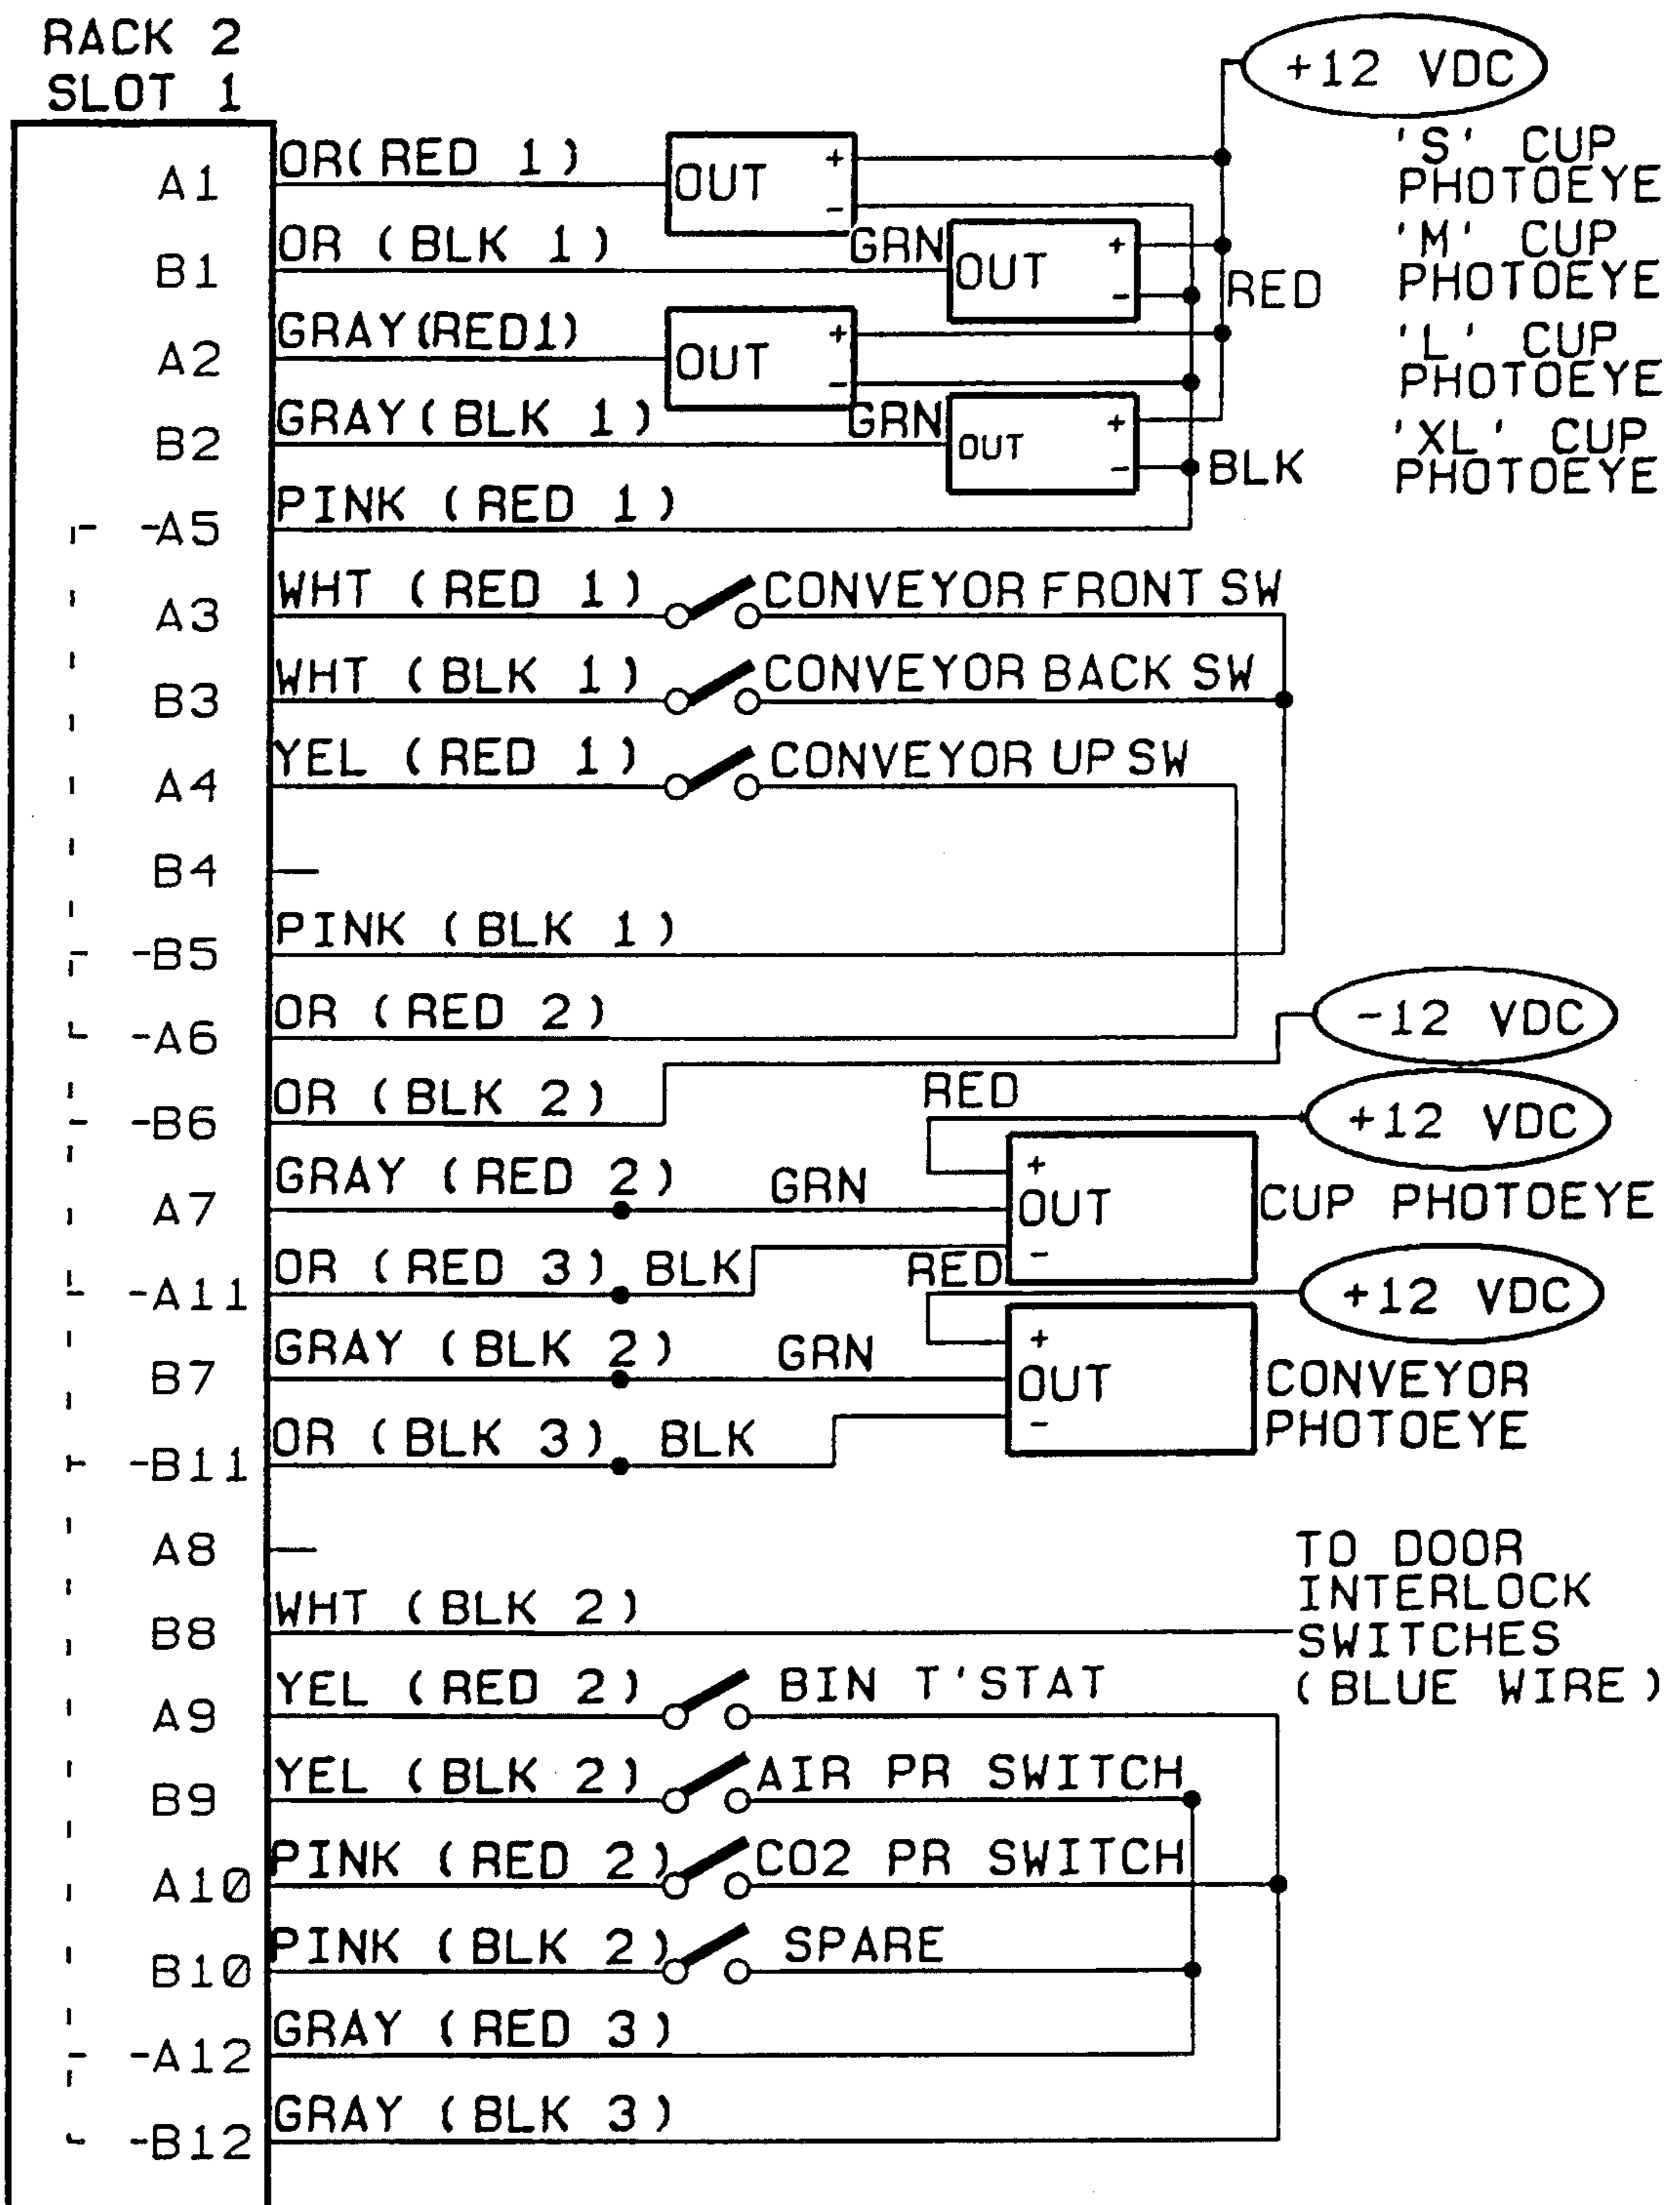 RACK 2
SLOT 1
+12 VDC
A1 OR(RED 1) OUT + -
'S' CUP
PHOTOEYE
B1 OR (BLK 1) GRN OUT + - RED
'M' CUP
PHOTOEYE
A2 GRAY(RED1) OUT + -
'L' CUP
PHOTOEYE
B2 GRAY(BLK 1) GRN OUT + - BLK
'XL' CUP
PHOTOEYE
-A5 PINK (RED 1)
A3 WHT (RED 1) CONVEYOR FRONT SW
B3 WHT (BLK 1) CONVEYOR BACK SW
A4 YEL (RED 1) CONVEYOR UP SW
B4
-B5 PINK (BLK 1)
-A6 OR (RED 2)
-12 VDC
-B6 OR (BLK 2)
RED +12 VDC
A7 GRAY (RED 2) GRN + OUT - CUP PHOTOEYE
-A11 OR (RED 3) BLK
RED +12 VDC
B7 GRAY (BLK 2) GRN + OUT -
CONVEYOR
PHOTOEYE
-B11 OR (BLK 3) BLK
A8
B8 WHT (BLK 2)
TO DOOR
INTERLOCK
SWITCHES
(BLUE WIRE)
A9 YEL (RED 2) BIN T'STAT
B9 YEL (BLK 2) AIR PR SWITCH
A10 PINK (RED 2) CO2 PR SWITCH
B10 PINK (BLK 2) SPARE
-A12 GRAY (RED 3)
-B12 GRAY (BLK 3)